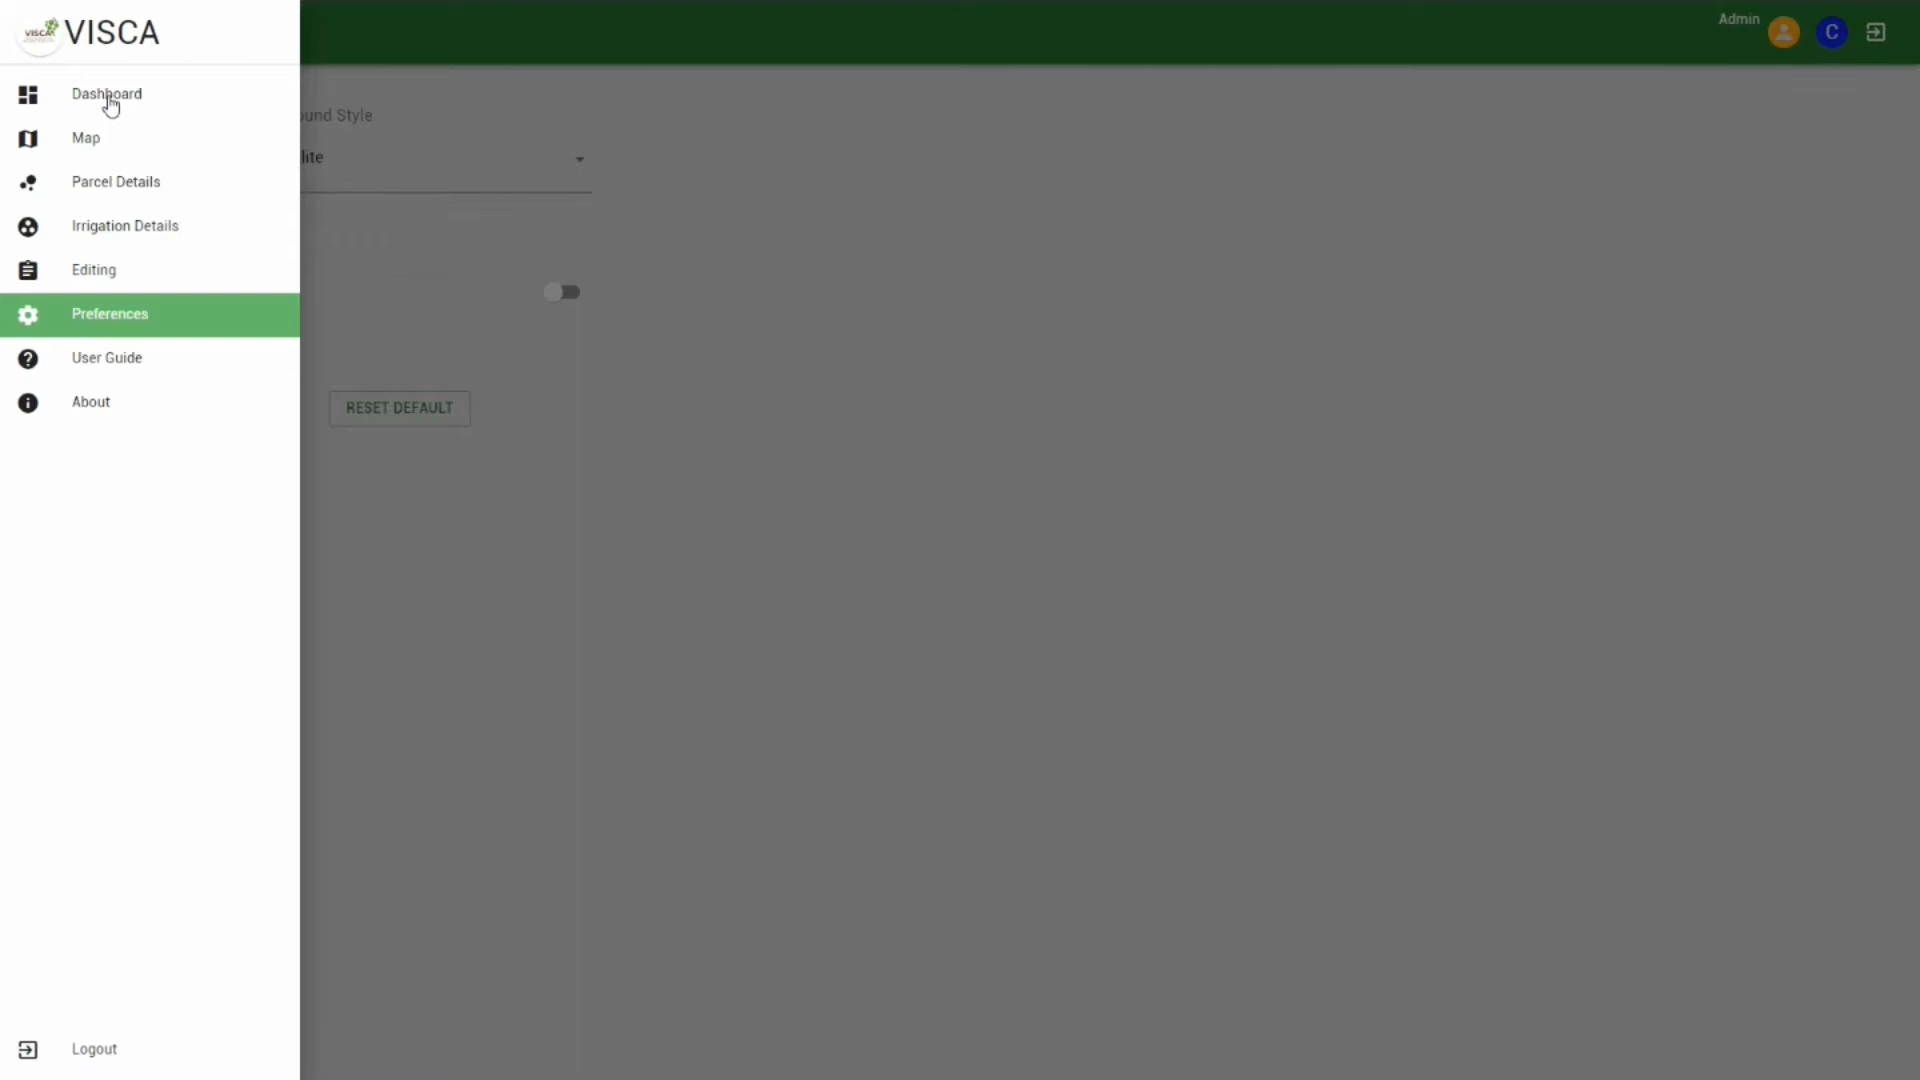 VISCA
VISCA
Admin
C
Dashboard
Map
Parcel Details
Irrigation Details
Editing
Preferences
User Guide
About
Logout
und Style
lite
RESET DEFAULT